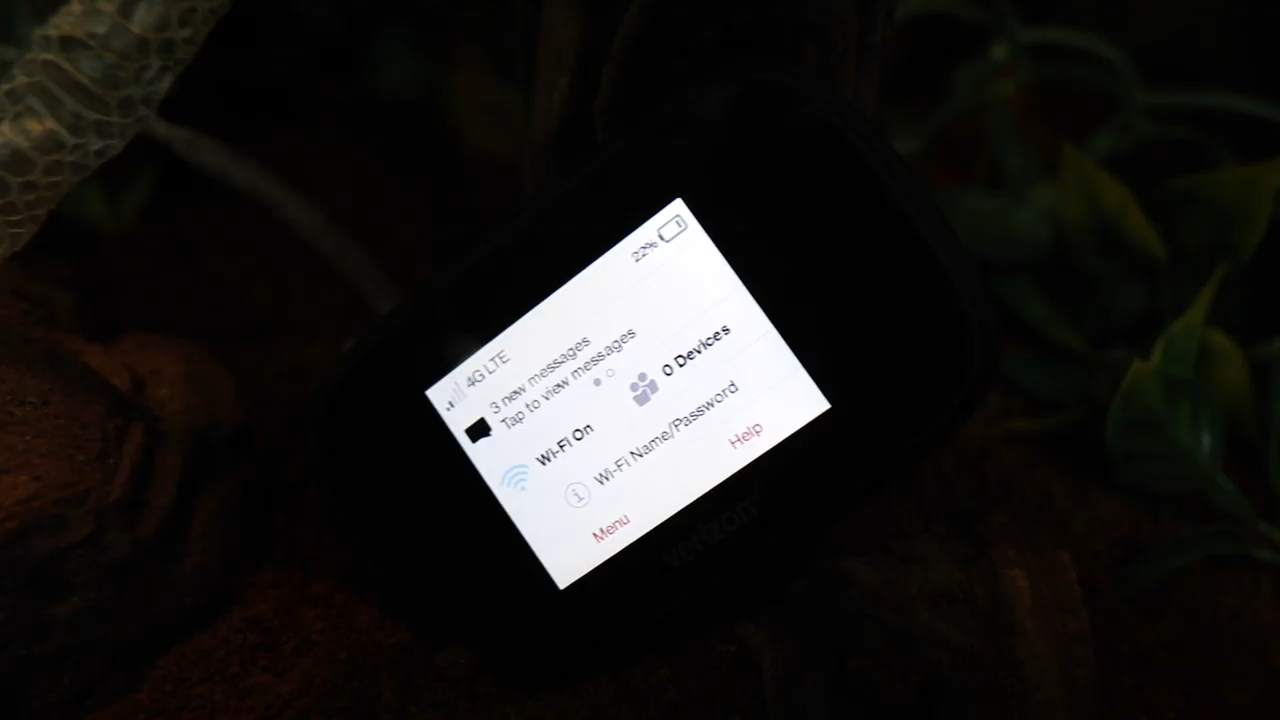 4G LTE 22%
3 new messages
Tap to view messages
Wi-Fi On 0 Devices
Wi-Fi Name/Password
Menu Help
verizon